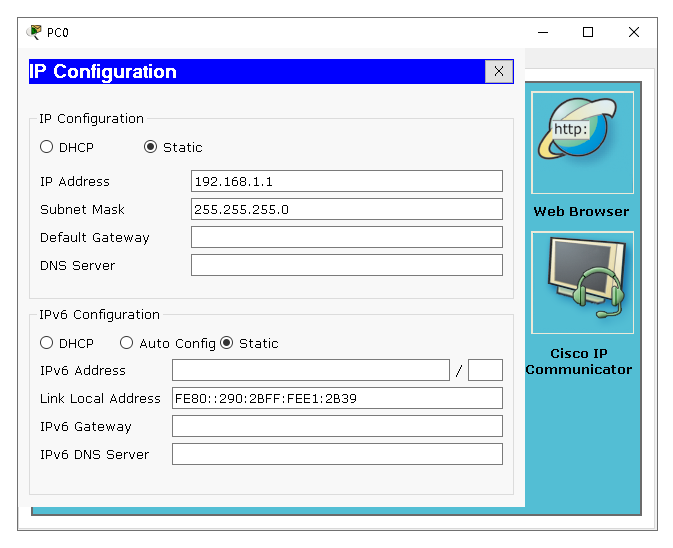 PC0
IP Configuration
X
IP Configuration
DHCP
Static
IP Address
192.168.1.1
Subnet Mask
255.255.255.0
Default Gateway
DNS Server
IPv6 Configuration
DHCP
Auto Config
Static
IPv6 Address
/
Link Local Address
FE80::290:2BFF:FEE1:2B39
IPv6 Gateway
IPv6 DNS Server
http:
Web Browser
Cisco IP
Communicator